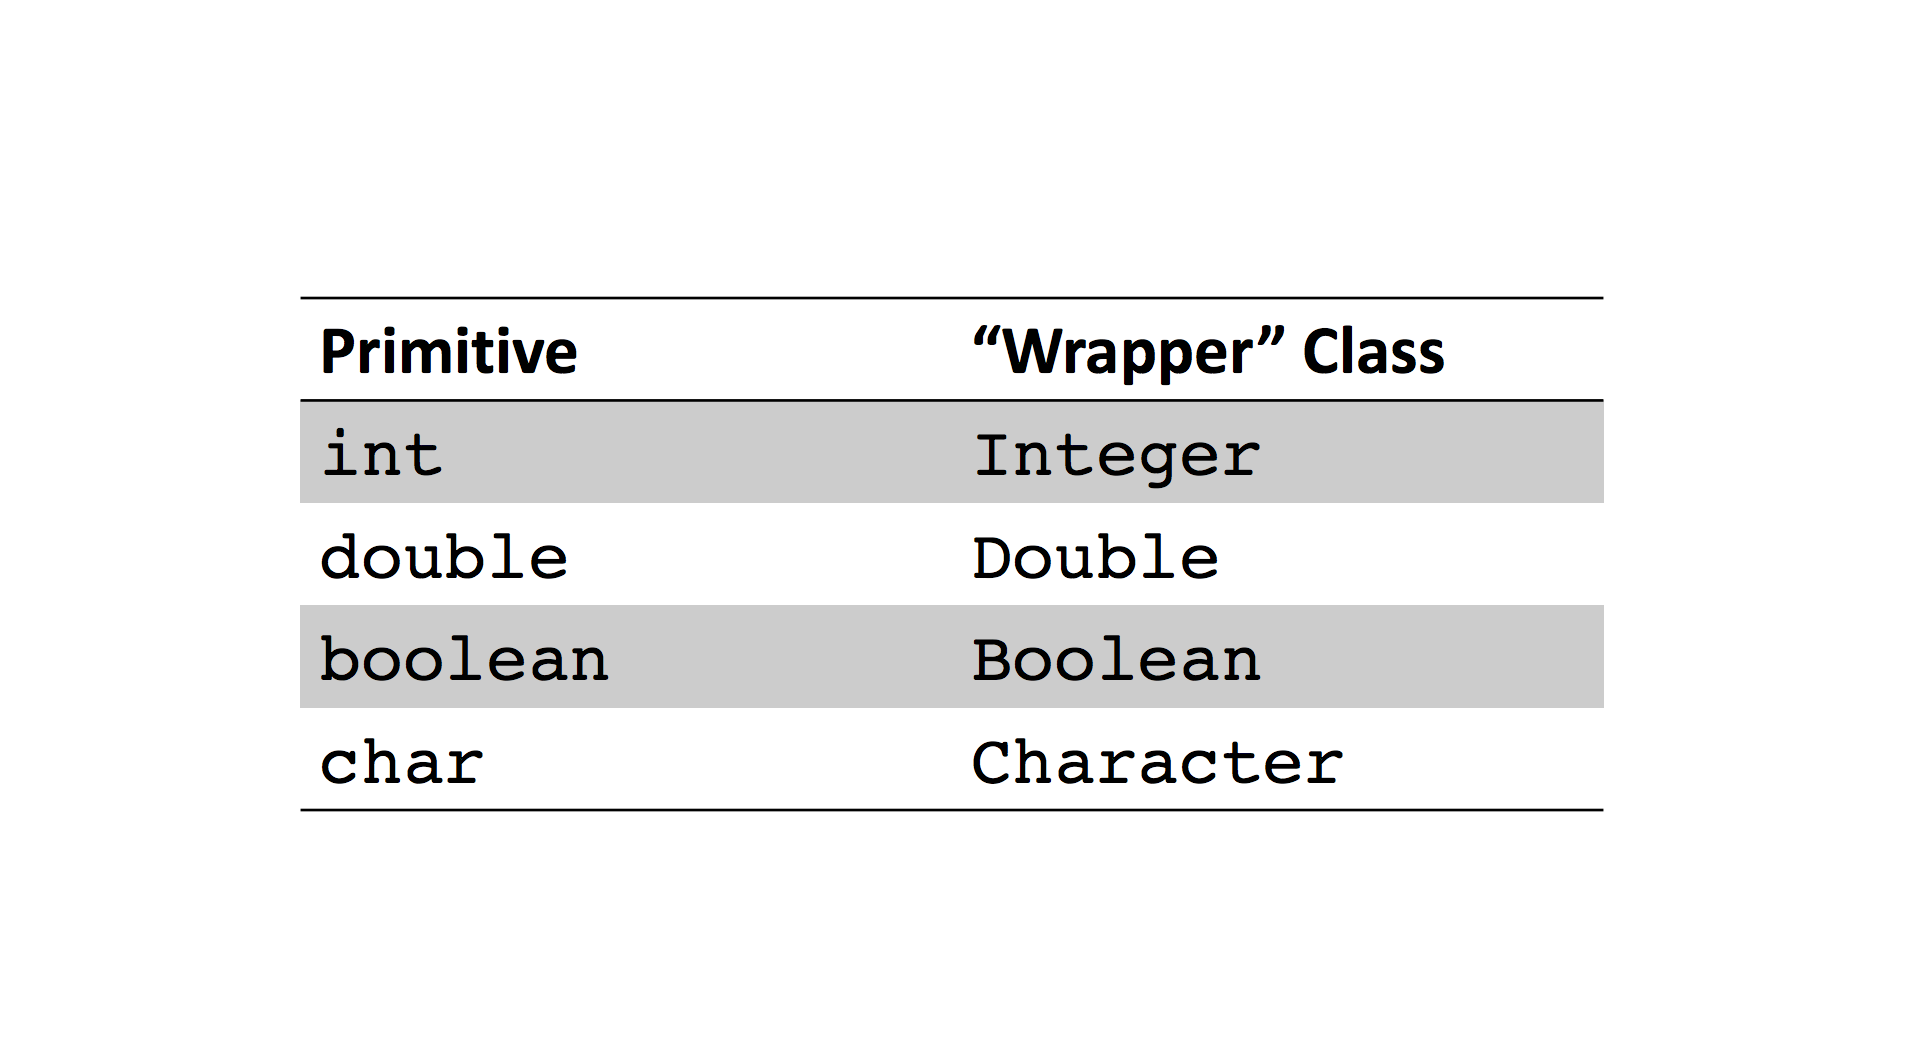 Primitive “Wrapper” Class
int Integer
double Double
boolean Boolean
char Character